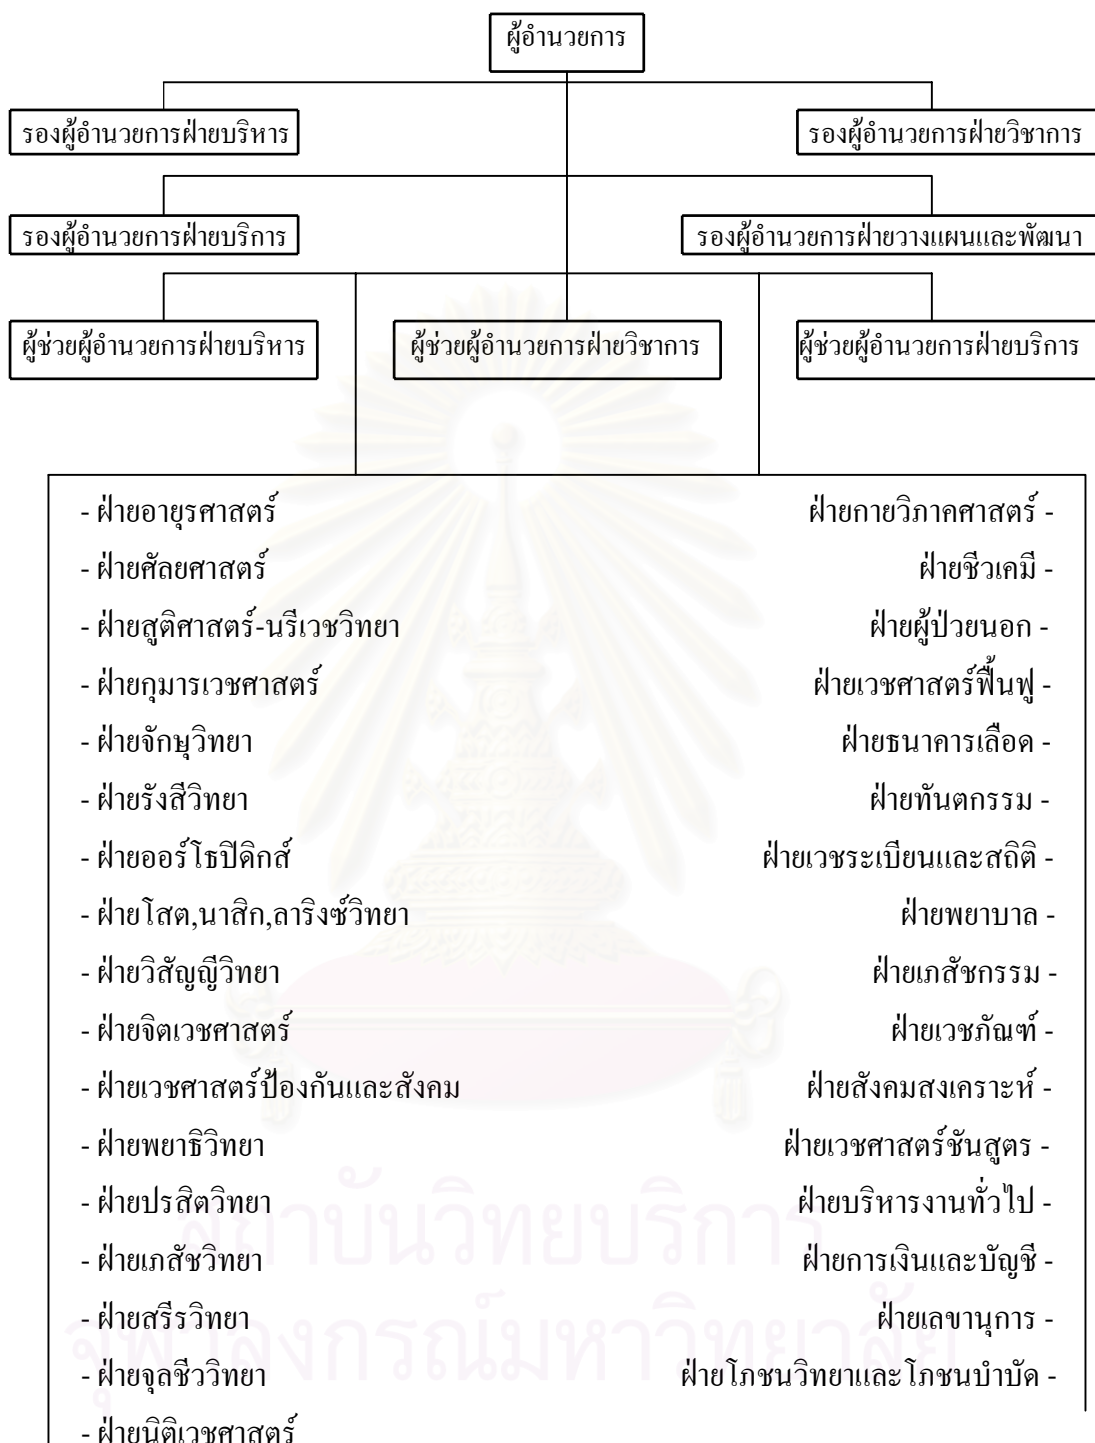 ผู้อำนวยการ
รองผู้อำนวยการฝ่ายบริหาร
รองผู้อำนวยการฝ่ายวิชาการ
รองผู้อำนวยการฝ่ายบริการ
รองผู้อำนวยการฝ่ายวางแผนและพัฒนา
ผู้ช่วยผู้อำนวยการฝ่ายบริหาร
ผู้ช่วยผู้อำนวยการฝ่ายวิชาการ
ผู้ช่วยผู้อำนวยการฝ่ายบริการ
- ฝ่ายอายุรศาสตร์
- ฝ่ายศัลยศาสตร์
- ฝ่ายสูติศาสตร์-นรีเวชวิทยา
- ฝ่ายกุมารเวชศาสตร์
- ฝ่ายจักษุวิทยา
- ฝ่ายรังสีวิทยา
- ฝ่ายออร์โธปิดิกส์
- ฝ่ายโสต,นาสิก,ลาริงซ์วิทยา
- ฝ่ายวิสัญญีวิทยา
- ฝ่ายจิตเวชศาสตร์
- ฝ่ายเวชศาสตร์ป้องกันและสังคม
- ฝ่ายพยาธิวิทยา
- ฝ่ายปรสิตวิทยา
- ฝ่ายเภสัชวิทยา
- ฝ่ายสรีรวิทยา
- ฝ่ายจุลชีววิทยา
- ฝ่ายนิติเวชศาสตร์
ฝ่ายกายวิภาคศาสตร์ -
ฝ่ายชีวเคมี -
ฝ่ายผู้ป่วยนอก -
ฝ่ายเวชศาสตร์ฟื้นฟู -
ฝ่ายธนาคารเลือด -
ฝ่ายทันตกรรม -
ฝ่ายเวชระเบียนและสถิติ -
ฝ่ายพยาบาล -
ฝ่ายเภสัชกรรม -
ฝ่ายเวชภัณฑ์ -
ฝ่ายสังคมสงเคราะห์ -
ฝ่ายเวชศาสตร์ชันสูตร -
ฝ่ายบริหารงานทั่วไป -
ฝ่ายการเงินและบัญชี -
ฝ่ายเลขานุการ -
ฝ่ายโภชนวิทยาและโภชนบำบัด -
สถาบันวิทยบริการ
จุฬาลงกรณ์มหาวิทยาลัย